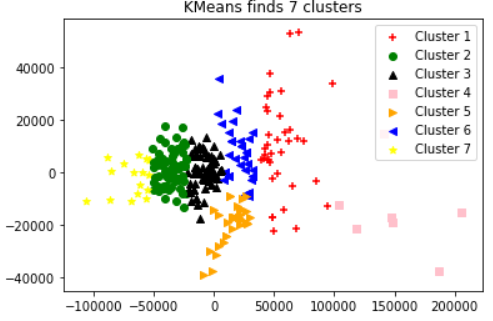 KMeans finds 7 clusters
40000
20000
0
−20000
−40000
Cluster 1
Cluster 2
Cluster 3
Cluster 4
Cluster 5
Cluster 6
Cluster 7
−100000 −50000 0 50000 100000 150000 200000